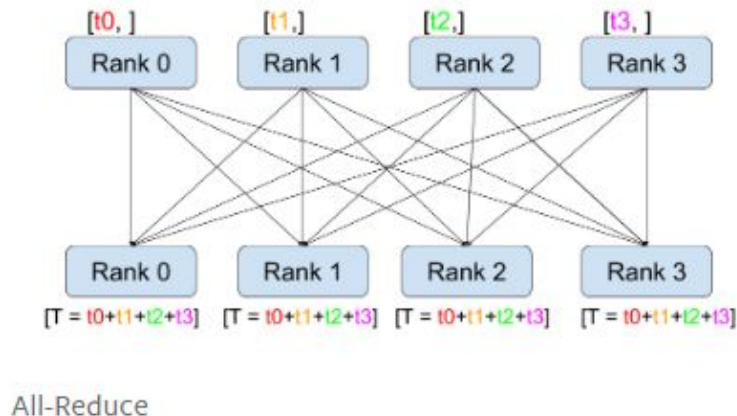 [t0, ] [t1,] [t2,] [t3, ]
Rank 0 Rank 1 Rank 2 Rank 3
Rank 0 Rank 1 Rank 2 Rank 3
[T = t0+t1+t2+t3] [T = t0+t1+t2+t3] [T = t0+t1+t2+t3] [T = t0+t1+t2+t3]
All-Reduce